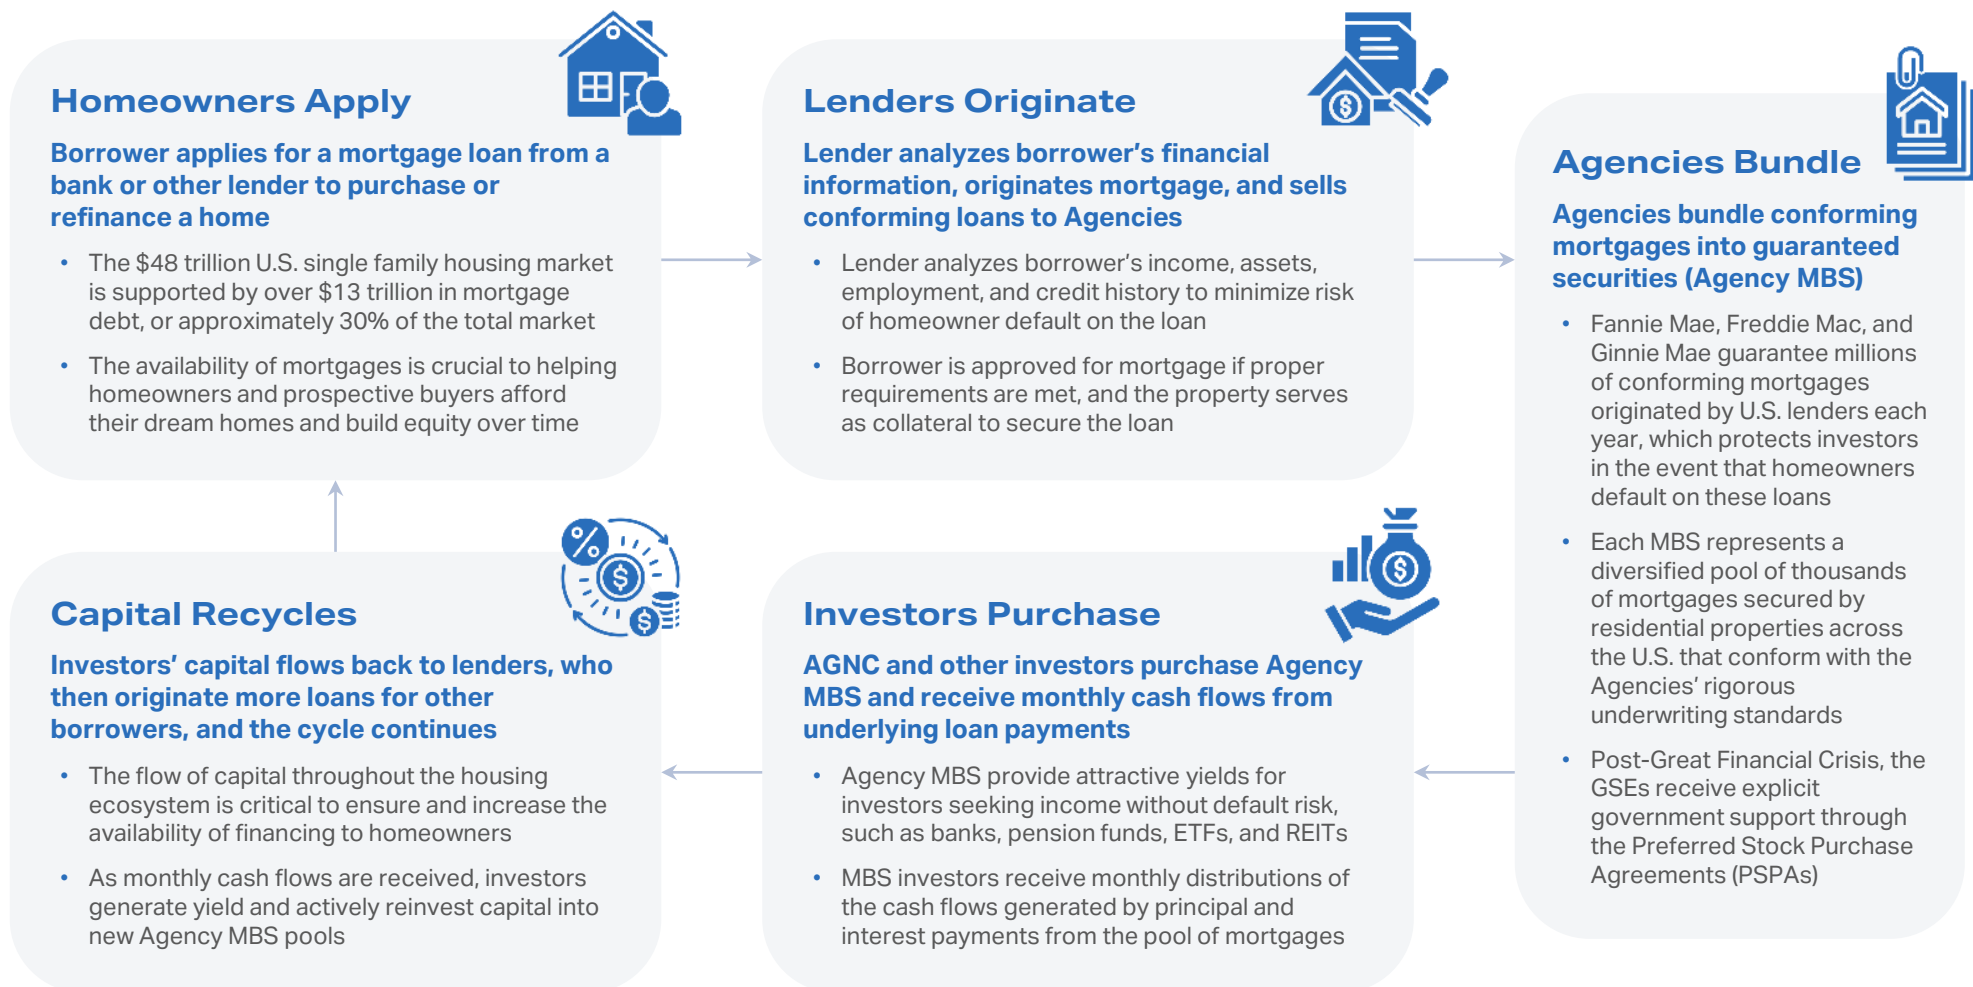 Homeowners Apply
Borrower applies for a mortgage loan from a
bank or other lender to purchase or
refinance a home
• The $48 trillion U.S. single family housing market
is supported by over $13 trillion in mortgage
debt, or approximately 30% of the total market
• The availability of mortgages is crucial to helping
homeowners and prospective buyers afford
their dream homes and build equity over time
Lenders Originate
Lender analyzes borrower’s financial
information, originates mortgage, and sells
conforming loans to Agencies
• Lender analyzes borrower’s income, assets,
employment, and credit history to minimize risk
of homeowner default on the loan
• Borrower is approved for mortgage if proper
requirements are met, and the property serves
as collateral to secure the loan
Agencies Bundle
Agencies bundle conforming
mortgages into guaranteed
securities (Agency MBS)
• Fannie Mae, Freddie Mac, and
Ginnie Mae guarantee millions
of conforming mortgages
originated by U.S. lenders each
year, which protects investors
in the event that homeowners
default on these loans
• Each MBS represents a
diversified pool of thousands
of mortgages secured by
residential properties across
the U.S. that conform with the
Agencies’ rigorous
underwriting standards
• Post-Great Financial Crisis, the
GSEs receive explicit
government support through
the Preferred Stock Purchase
Agreements (PSPAs)
Investors Purchase
AGNC and other investors purchase Agency
MBS and receive monthly cash flows from
underlying loan payments
• Agency MBS provide attractive yields for
investors seeking income without default risk,
such as banks, pension funds, ETFs, and REITs
• MBS investors receive monthly distributions of
the cash flows generated by principal and
interest payments from the pool of mortgages
Capital Recycles
Investors’ capital flows back to lenders, who
then originate more loans for other
borrowers, and the cycle continues
• The flow of capital throughout the housing
ecosystem is critical to ensure and increase the
availability of financing to homeowners
• As monthly cash flows are received, investors
generate yield and actively reinvest capital into
new Agency MBS pools